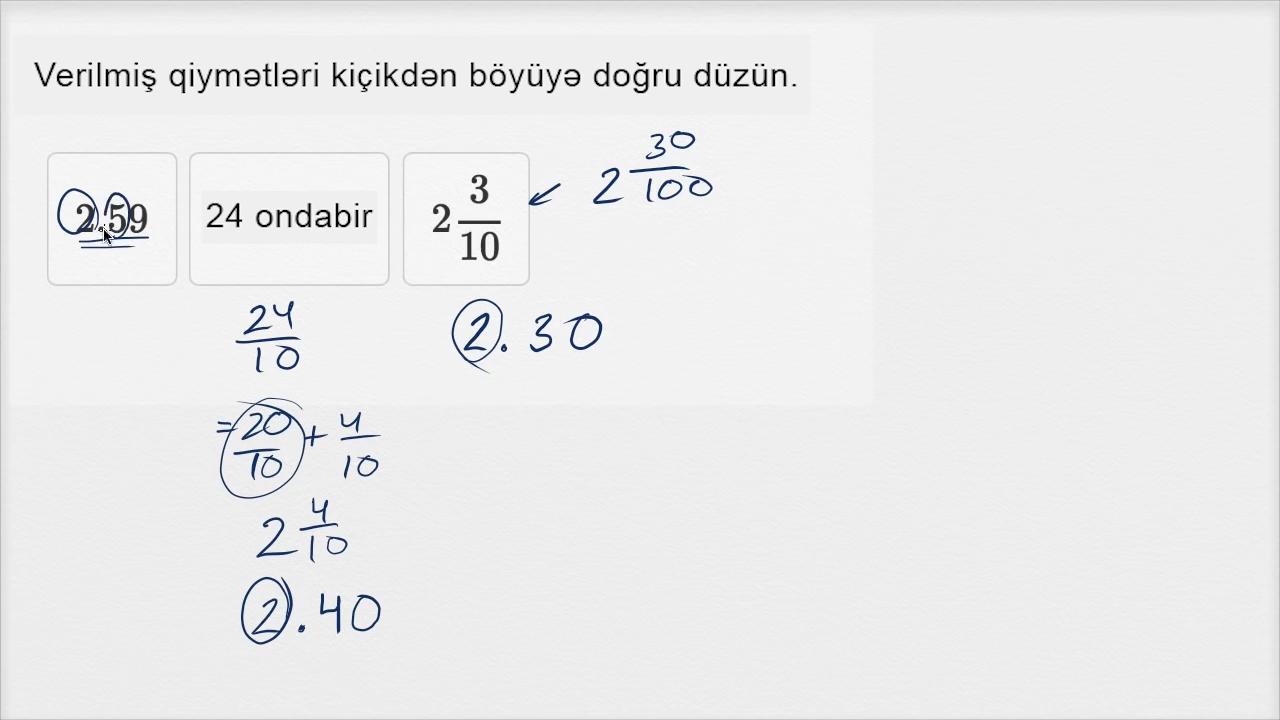 Verilmiş qiymətləri kiçikdən böyüyə doğru düzün.
2.59
24 ondabir
2 3/10
2 30/100
24/10
2.30
= 20/10 + 4/10
2 4/10
2.40